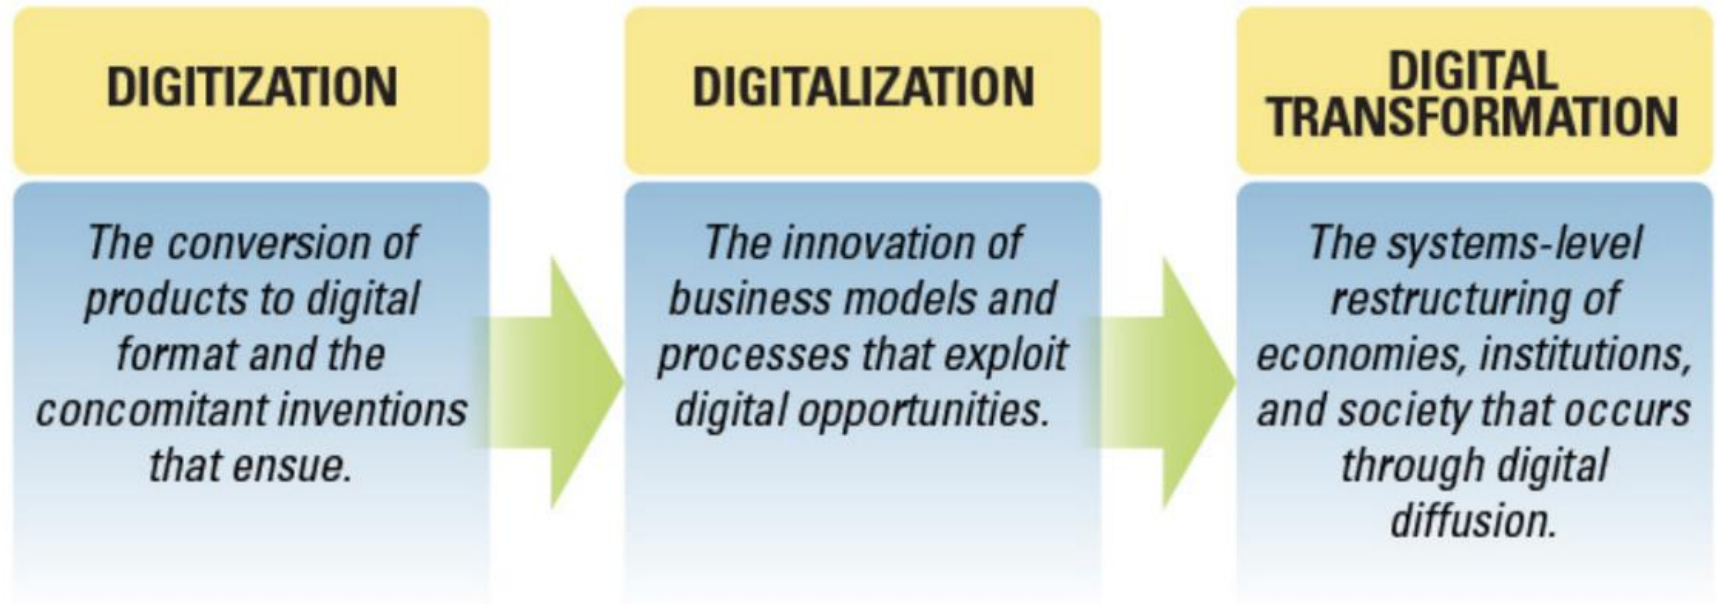 DIGITIZATION
The conversion of
products to digital
format and the
concomitant inventions
that ensue.
DIGITALIZATION
The innovation of
business models and
processes that exploit
digital opportunities.
DIGITAL
TRANSFORMATION
The systems-level
restructuring of
economies, institutions,
and society that occurs
through digital
diffusion.